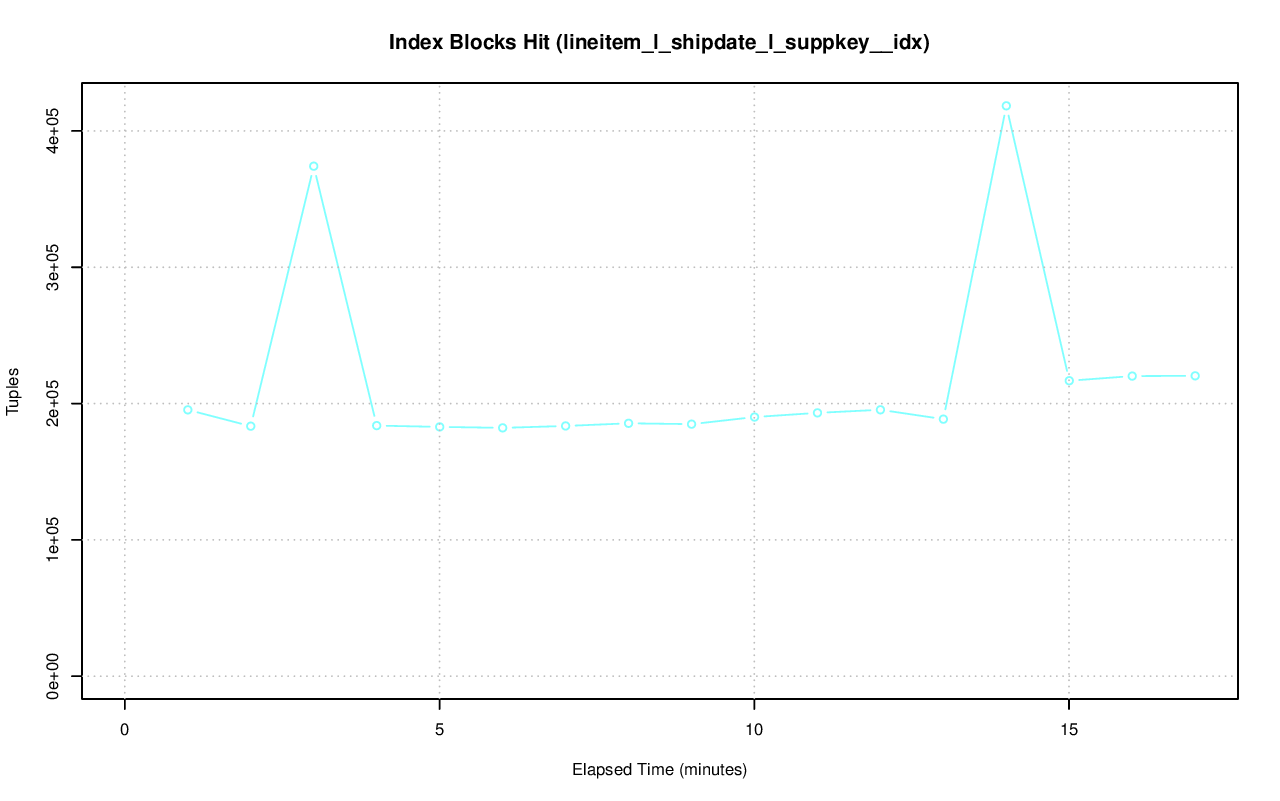 Index Blocks Hit (lineitem_l_shipdate_l_suppkey__idx)
4e+05
3e+05
2e+05
1e+05
0e+00
Tuples
0 5 10 15
Elapsed Time (minutes)